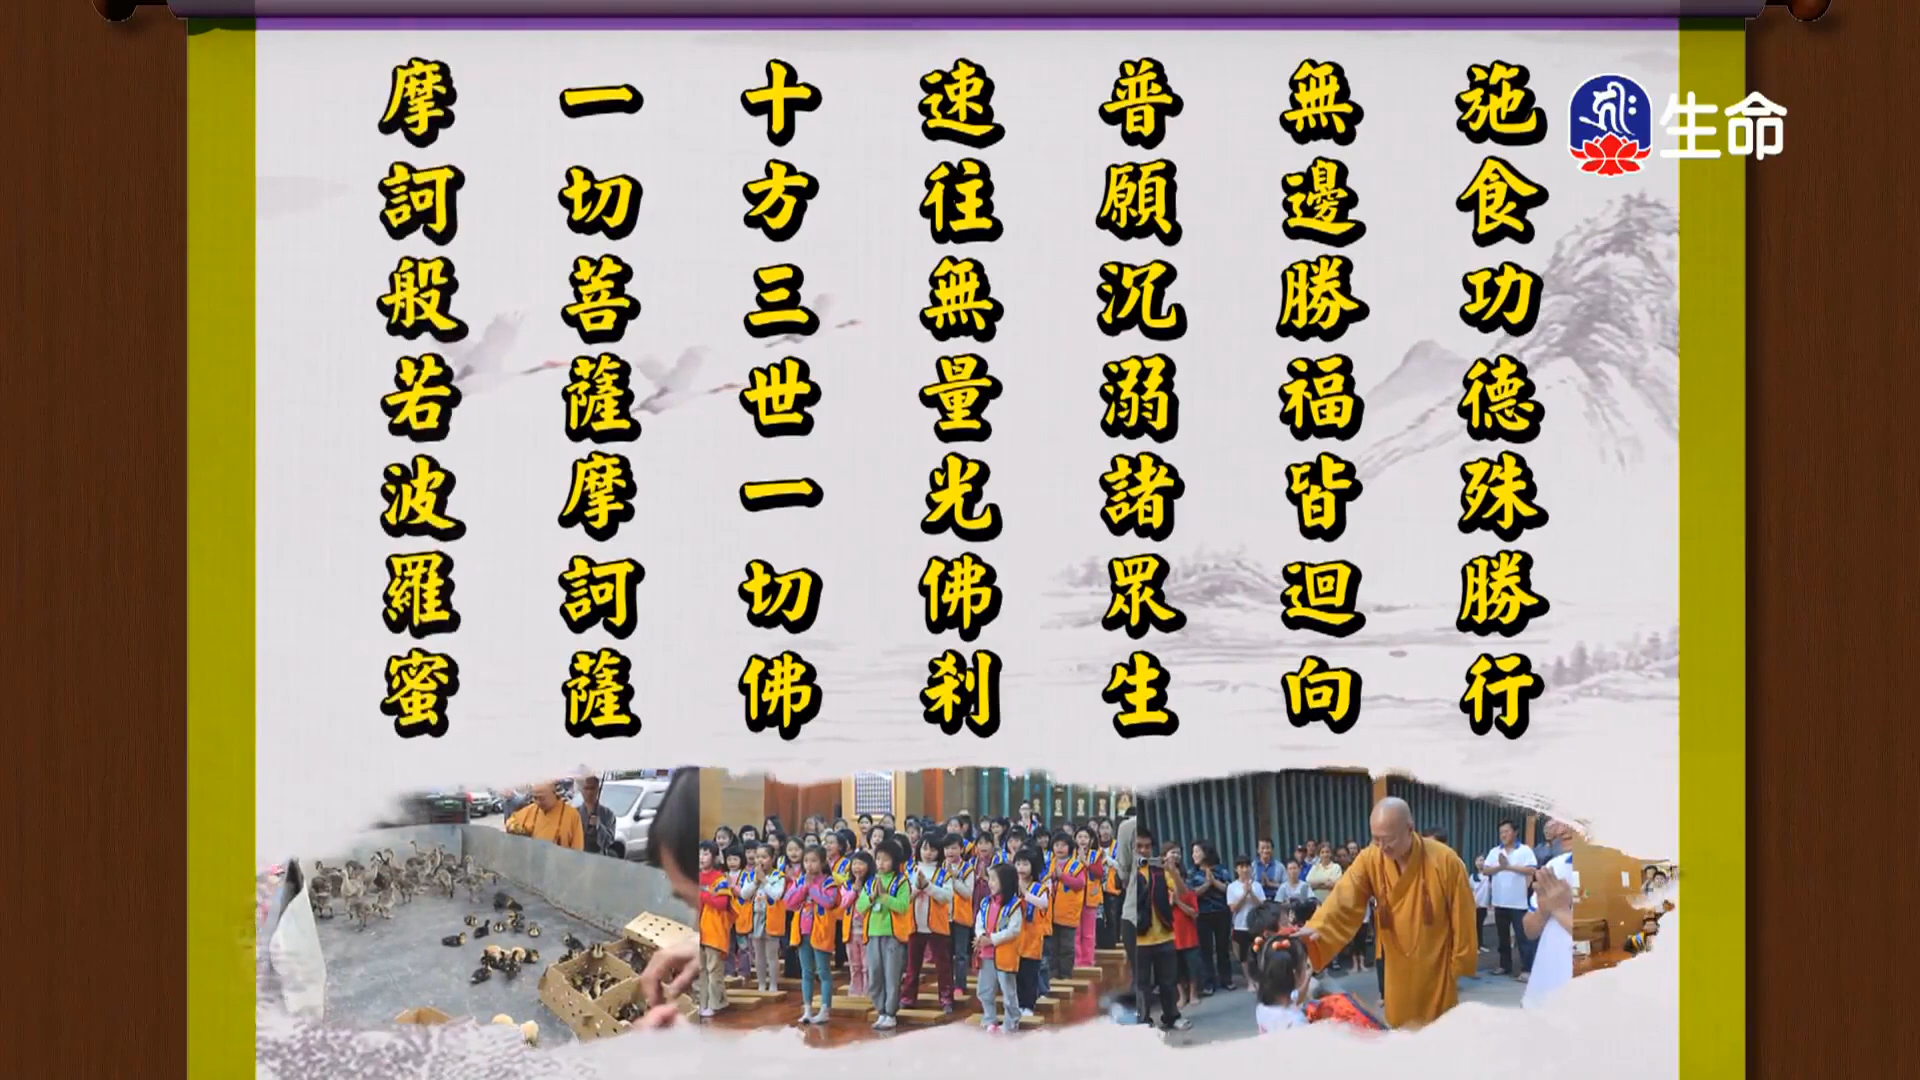 施食功德殊勝行
無邊勝福皆迴向
普願沉溺諸眾生
速往無量光佛剎
十方三世一切佛
一切菩薩摩訶薩
摩訶般若波羅蜜
生命